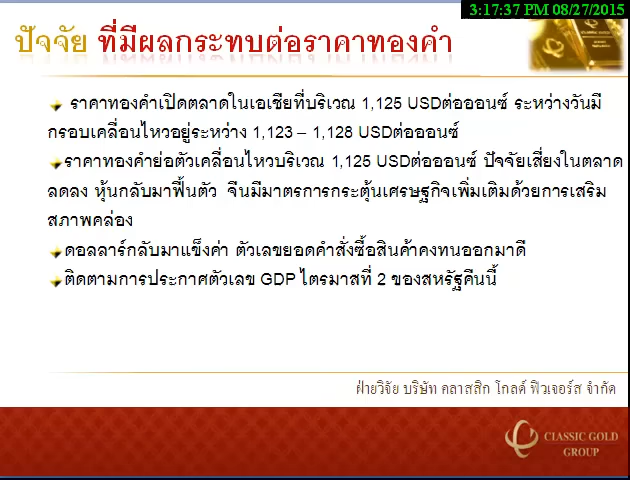 3:17:37 PM 08/27/2015
ปัจจัย ที่มีผลกระทบต่อราคาทองคำ
ราคาทองคำเปิดตลาดในเอเชียที่บริเวณ 1,125 USDต่อออนซ์ ระหว่างวันมี
กรอบเคลื่อนไหวอยู่ระหว่าง 1,123 – 1,128 USDต่อออนซ์
ราคาทองคำย่อตัวเคลื่อนไหวบริเวณ 1,125 USDต่อออนซ์ ปัจจัยเสี่ยงในตลาด
ลดลง หุ้นกลับมาฟื้นตัว จีนมีมาตรการกระตุ้นเศรษฐกิจเพิ่มเติมด้วยการเสริม
สภาพคล่อง
ดอลลาร์กลับมาแข็งค่า ตัวเลขยอดคำสั่งซื้อสินค้าคงทนออกมาดี
ติดตามการประกาศตัวเลข GDP ไตรมาสที่ 2 ของสหรัฐคืนนี้
ฝ่ายวิจัย บริษัท คลาสสิก โกลด์ ฟิวเจอร์ส จำกัด
CLASSIC GOLD
GROUP